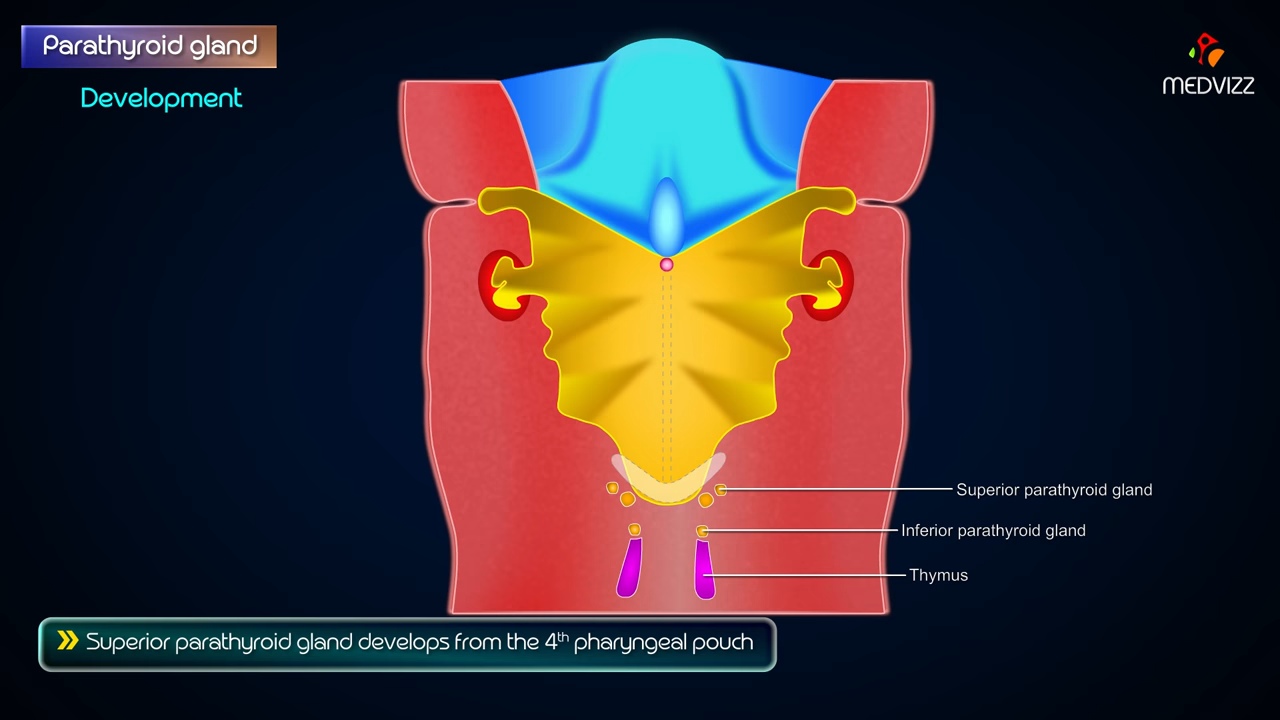 Parathyroid gland
Development
MEDVIZZ
Superior parathyroid gland
Inferior parathyroid gland
Thymus
Superior parathyroid gland develops from the 4th pharyngeal pouch